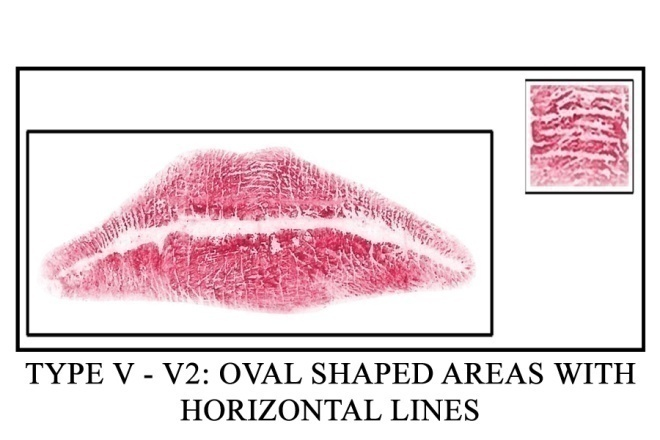 TYPE V - V2: OVAL SHAPED AREAS WITH
HORIZONTAL LINES